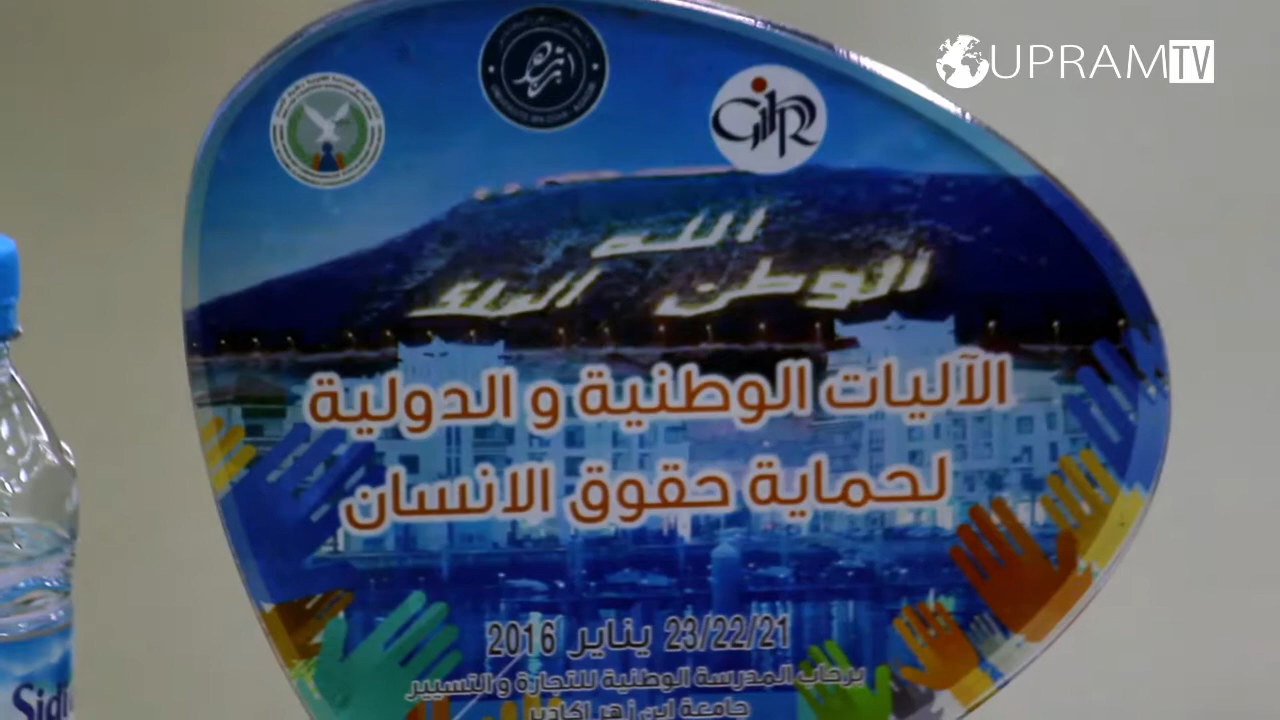 UPRAMTV
الله
الوطن الملك
الآليات الوطنية و الدولية
لحماية حقوق الانسان
23/22/21 يناير 2016
برحاب المدرسة الوطنية للتجارة و التسيير
جامعة ابن زهر اكادير
Sidi